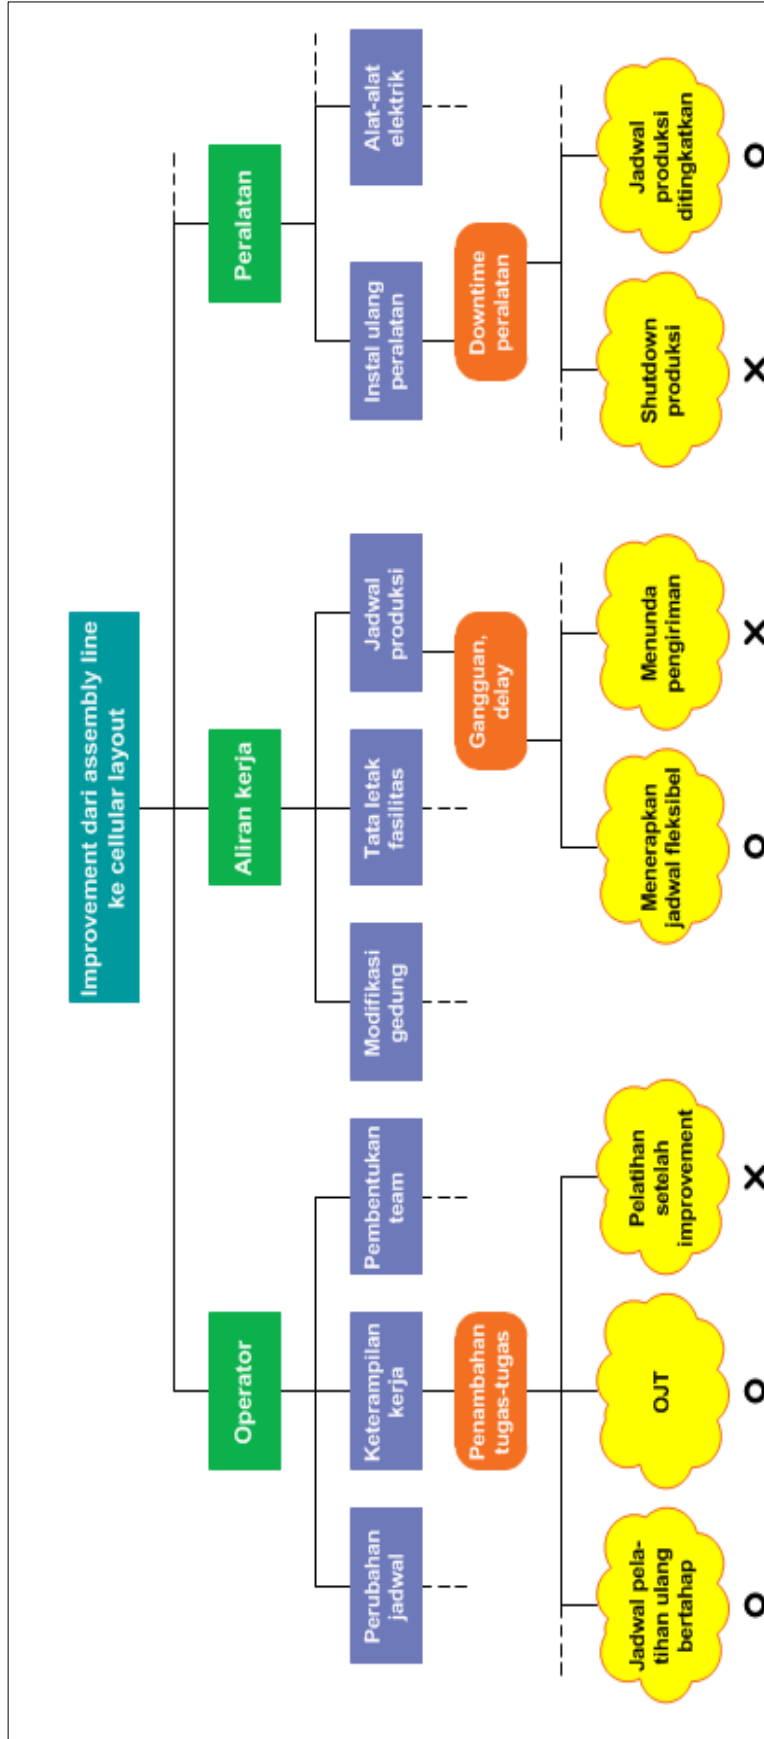 Improvement dari assembly line
ke cellular layout
Operator
Aliran kerja
Peralatan
Perubahan
jadwal
Keterampilan
kerja
Pembentukan
team
Modifikasi
gedung
Tata letak
fasilitas
Jadwal
produksi
Instal ulang
peralatan
Alat-alat
elektrik
Penambahan
tugas-tugas
Gangguan,
delay
Downtime
peralatan
Jadwal pela-
tihan ulang
bertahap
OJT
Pelatihan
setelah
improvement
Menerapkan
jadwal fleksibel
Menunda
pengiriman
Shutdown
produksi
Jadwal
produksi
ditingkatkan
O
O
X
O
X
X
O